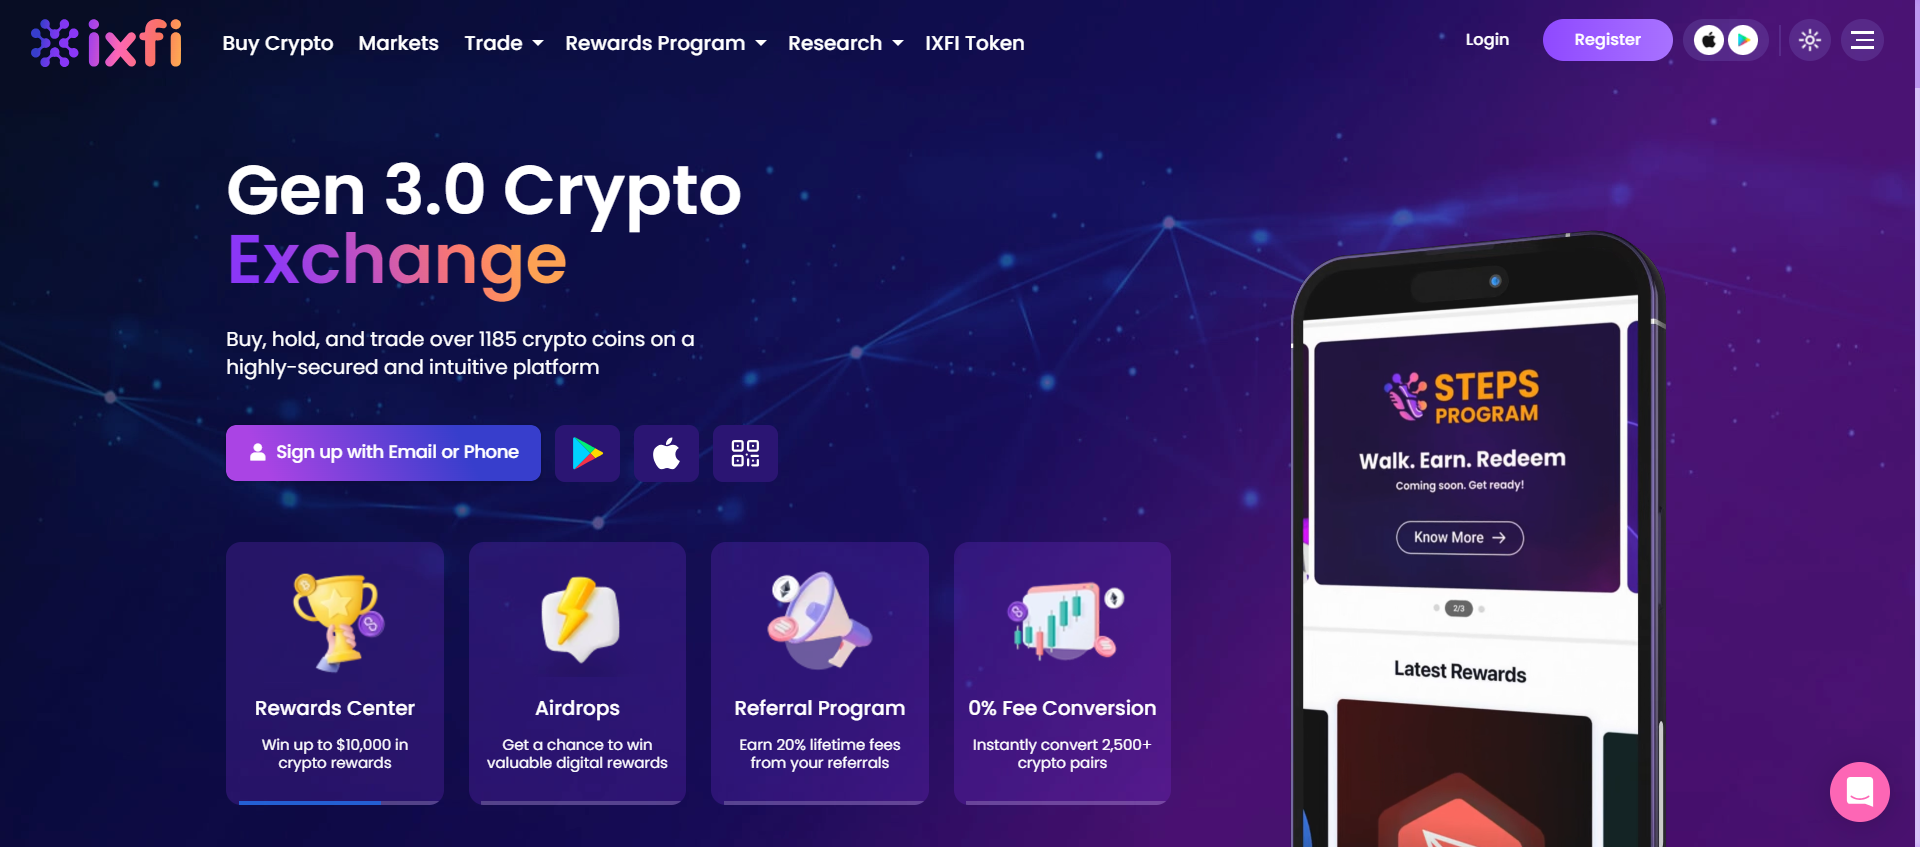 ixfi
Buy Crypto
Markets
Trade
Rewards Program
Research
IXFI Token
Login
Register
Gen 3.0 Crypto
Exchange
Buy, hold, and trade over 1185 crypto coins on a
highly-secured and intuitive platform
Sign up with Email or Phone
Rewards Center
Win up to $10,000 in
crypto rewards
Airdrops
Get a chance to win
valuable digital rewards
Referral Program
Earn 20% lifetime fees
from your referrals
0% Fee Conversion
Instantly convert 2,500+
crypto pairs
STEPS
PROGRAM
Walk. Earn. Redeem
Coming soon. Get ready!
Know More
2/3
Latest Rewards